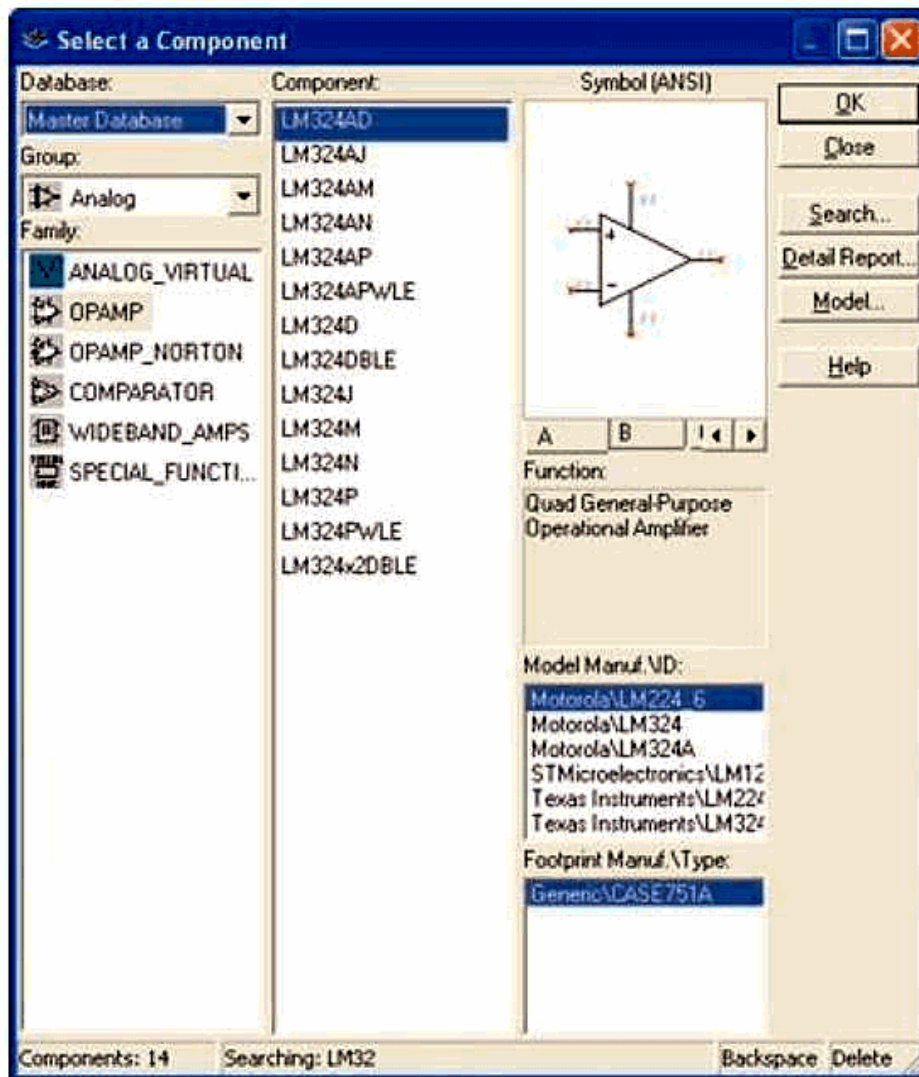 Select a Component
Database:
Master Database
Group:
Analog
Family:
ANALOG_VIRTUAL
OPAMP
OPAMP_NORTON
COMPARATOR
WIDEBAND_AMPS
SPECIAL_FUNCTI...
Component:
LM324AD
LM324AJ
LM324AM
LM324AN
LM324AP
LM324APWLE
LM324D
LM324DBLE
LM324J
LM324M
LM324N
LM324P
LM324PWLE
LM324x2DBLE
Symbol (ANSI)
A
B
Function:
Quad General-Purpose
Operational Amplifier
Model Manuf.\ID:
Motorola\LM224_6
Motorola\LM324
Motorola\LM324A
STMicroelectronics\LM12
Texas Instruments\LM224
Texas Instruments\LM324
Footprint Manuf.\Type:
Generic\CASE751A
OK
Close
Search...
Detail Report...
Model...
Help
Components: 14
Searching: LM32
Backspace
Delete